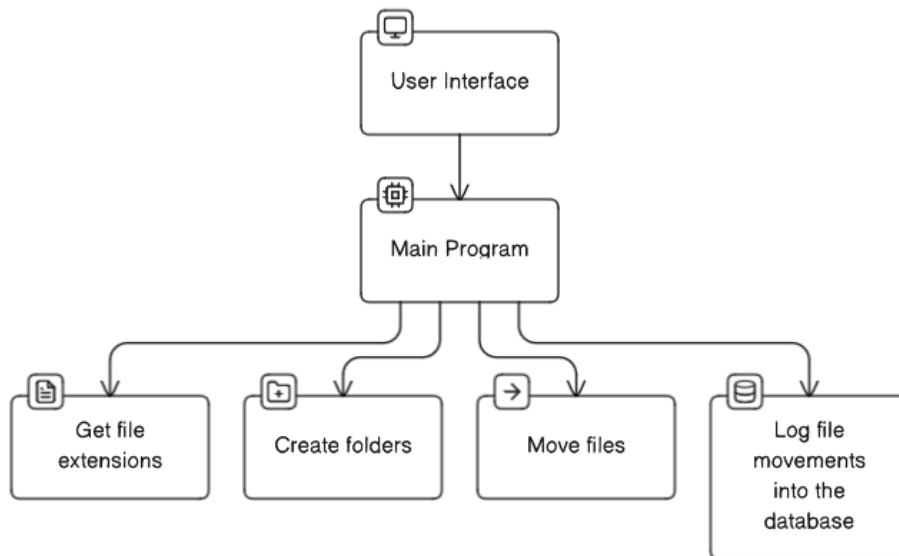 User Interface
Main Program
Get file
extensions
Create folders
Move files
Log file
movements
into the
database